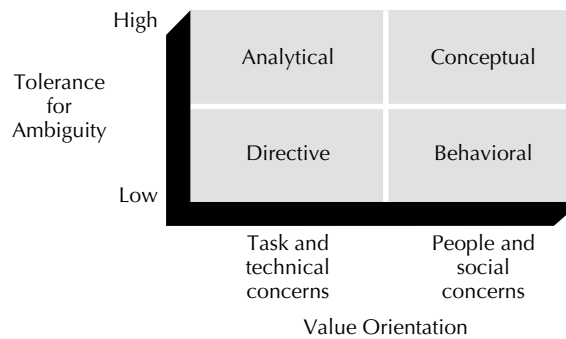 High
Analytical
Conceptual
Tolerance
for
Ambiguity
Directive
Behavioral
Low
Task and
technical
concerns
People and
social
concerns
Value Orientation